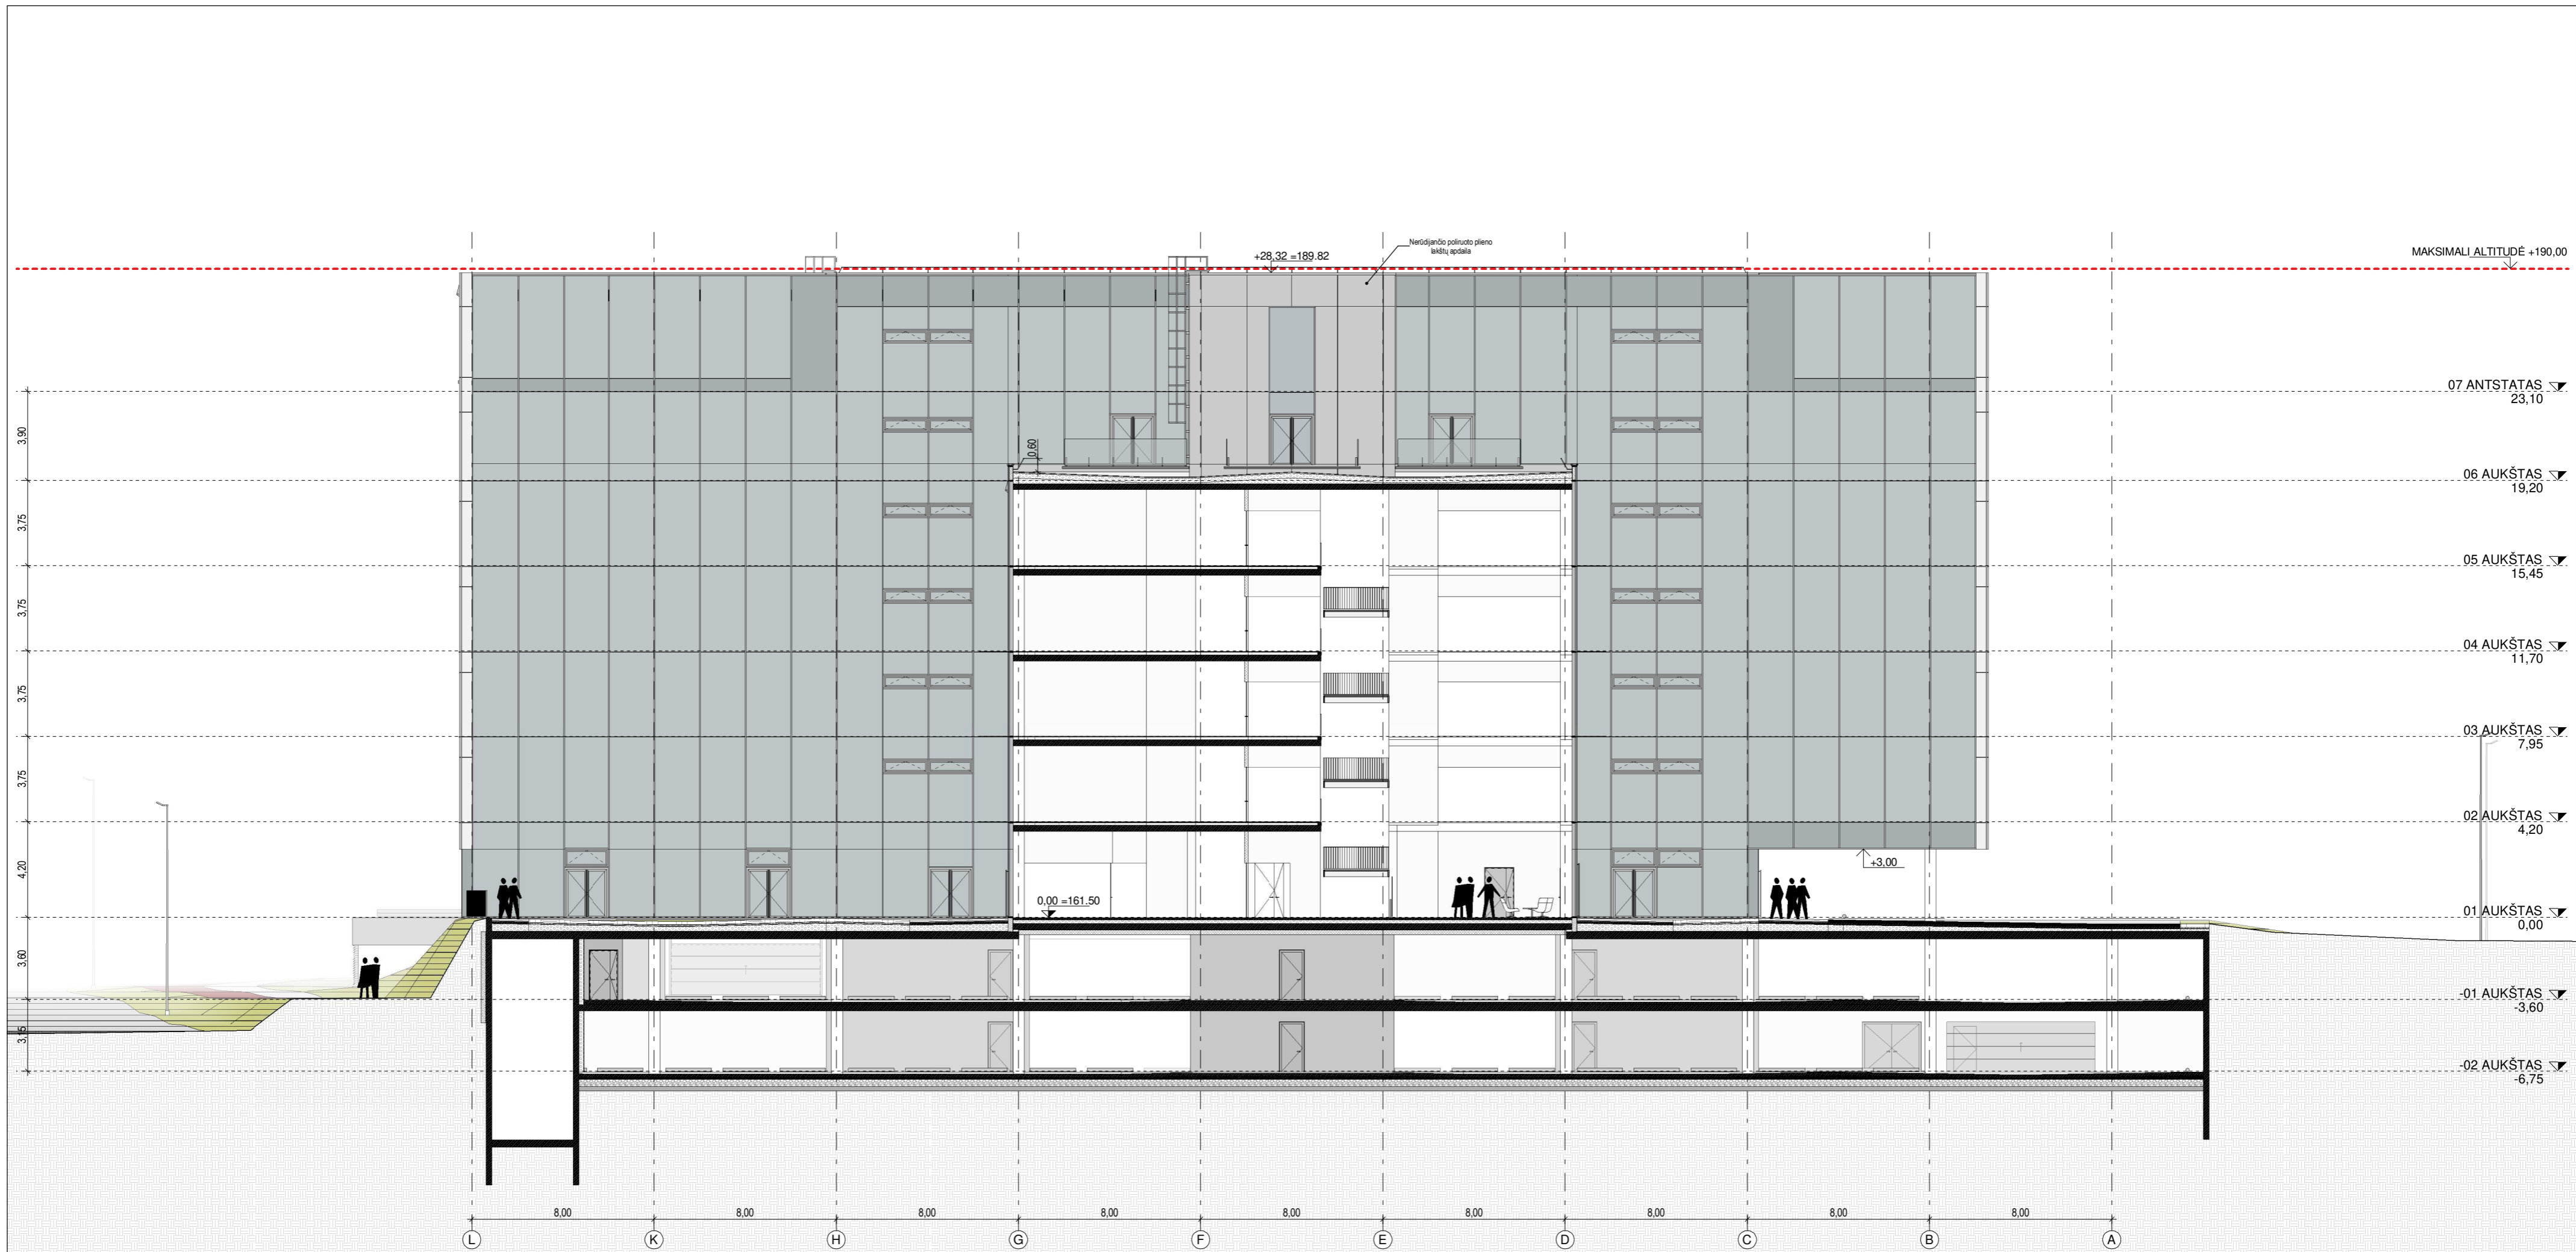 Nerūdijančio poliruoto plieno
lakštų apdaila
+28,32 =189.82
MAKSIMALI ALTITUDĖ +190,00
07 ANTSTATAS
23,10
3,90
0,60
06 AUKŠTAS
19,20
3,75
05 AUKŠTAS
15,45
3,75
04 AUKŠTAS
11,70
3,75
03 AUKŠTAS
7,95
3,75
02 AUKŠTAS
4,20
+3,00
4,20
0,00 =161.50
01 AUKŠTAS
0,00
3,60
-01 AUKŠTAS
-3,60
3,15
-02 AUKŠTAS
-6,75
8,00 8,00 8,00 8,00 8,00 8,00 8,00 8,00 8,00
L K H G F E D C B A